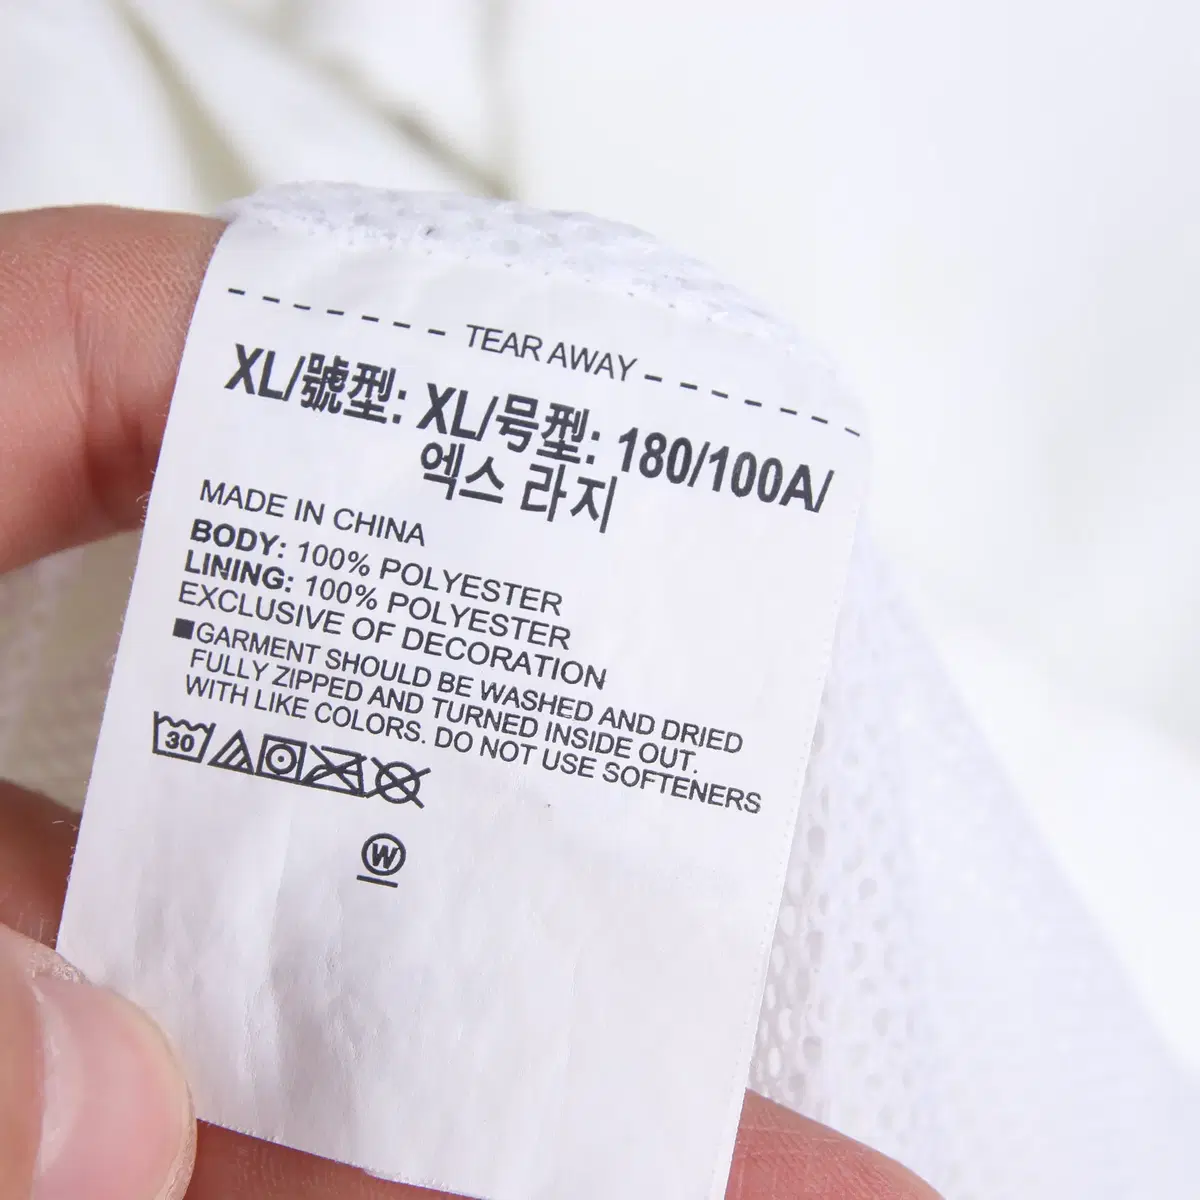 TEAR AWAY
XL/號型: XL/号型: 180/100A/
엑스 라지
MADE IN CHINA
BODY: 100% POLYESTER
LINING: 100% POLYESTER
EXCLUSIVE OF DECORATION
■GARMENT SHOULD BE WASHED AND DRIED
FULLY ZIPPED AND TURNED INSIDE OUT.
WITH LIKE COLORS. DO NOT USE SOFTENERS
30
W